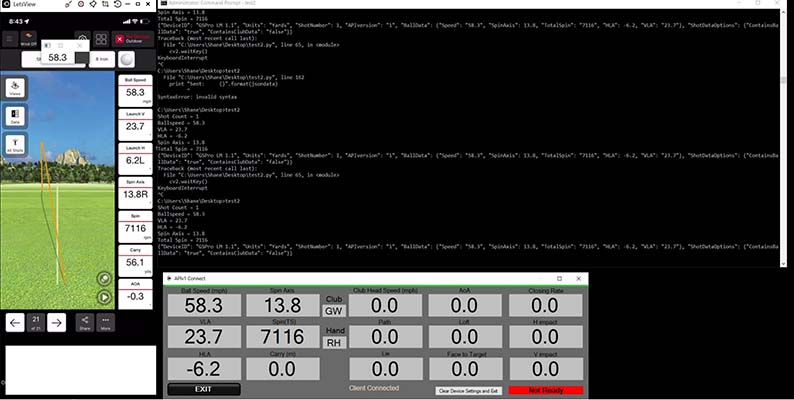 LetsView
8:43
Mirror Off
Outdoor
58.3
8 Iron
Views
Data
All Shots
Ball Speed
58.3
mph
Launch V
23.7
Launch H
6.2L
Spin Axis
13.8R
Spin
7116
rpm
Carry
56.1
yds
AOA
-0.3
21
of 21
Share
More
Administrator: Command Prompt - test2
Spin Axis = 13.8
Total Spin = 7116
{"DeviceID": "GSPro LM 1.1", "Units": "Yards", "ShotNumber": 1, "APIversion": "1", "BallData": {"Speed": "58.3", "SpinAxis": "13.8", "TotalSpin": "7116", "HLA": -6.2, "VLA": "23.7"}, "ShotDataOptions": {"ContainsBa
llData": "true", "ContainsClubData": "false"}}
Traceback (most recent call last):
File "C:\Users\Shane\Desktop\test2.py", line 65, in <module>
cv2.waitKey()
KeyboardInterrupt
^C
C:\Users\Shane\Desktop>test2
File "C:\Users\Shane\Desktop\test2.py", line 162
print "Sent: {}".format(jsondata)
^
SyntaxError: invalid syntax
C:\Users\Shane\Desktop>test2
Shot Count = 1
Ballspeed = 58.3
VLA = 23.7
HLA = -6.2
Spin Axis = 13.8
Total Spin = 7116
{"DeviceID": "GSPro LM 1.1", "Units": "Yards", "ShotNumber": 1, "APIversion": "1", "BallData": {"Speed": "58.3", "SpinAxis": "13.8", "TotalSpin": "7116", "HLA": -6.2, "VLA": "23.7"}, "ShotDataOptions": {"ContainsBa
llData": "true", "ContainsClubData": "false"}}
Traceback (most recent call last):
File "C:\Users\Shane\Desktop\test2.py", line 65, in <module>
cv2.waitKey()
KeyboardInterrupt
^C
C:\Users\Shane\Desktop>test2
Shot Count = 1
Ballspeed = 58.3
VLA = 23.7
HLA = -6.2
Spin Axis = 13.8
Total Spin = 7116
{"DeviceID": "GSPro LM 1.1", "Units": "Yards", "ShotNumber": 1, "APIversion": "1", "BallData": {"Speed": "58.3", "SpinAxis": "13.8", "TotalSpin": "7116", "HLA": -6.2, "VLA": "23.7"}, "ShotDataOptions": {"ContainsBal
lData": "true", "ContainsClubData": "false"}}
APIv1 Connect
Ball Speed (mph)
Spin Axis
Club Head Speed (mph)
AoA
Closing Rate
58.3
13.8
Club
GW
0.0
0.0
0.0
VLA
Spin(TS)
Hand
RH
Path
Loft
H impact
23.7
7116
0.0
0.0
0.0
HLA
Carry (m)
Lie
Face to Target
V impact
-6.2
0.0
0.0
0.0
0.0
EXIT
Client Connected
Clear Device Settings and Exit
Not Ready